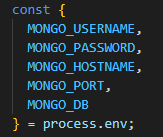 const {
MONGO_USERNAME,
MONGO_PASSWORD,
MONGO_HOSTNAME,
MONGO_PORT,
MONGO_DB
} = process.env;